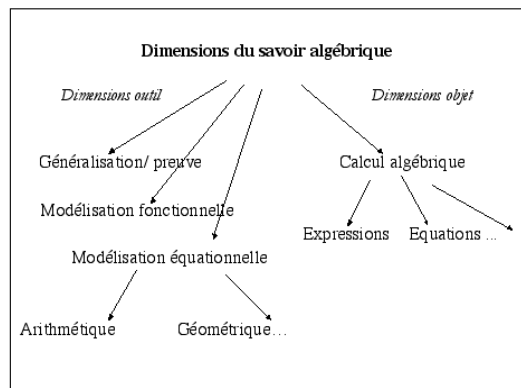 Dimensions du savoir algébrique
Dimensions outil
Dimensions objet
Généralisation/ preuve
Calcul algébrique
Modélisation fonctionnelle
Expressions
Equations ...
Modélisation équationnelle
Arithmétique
Géométrique...